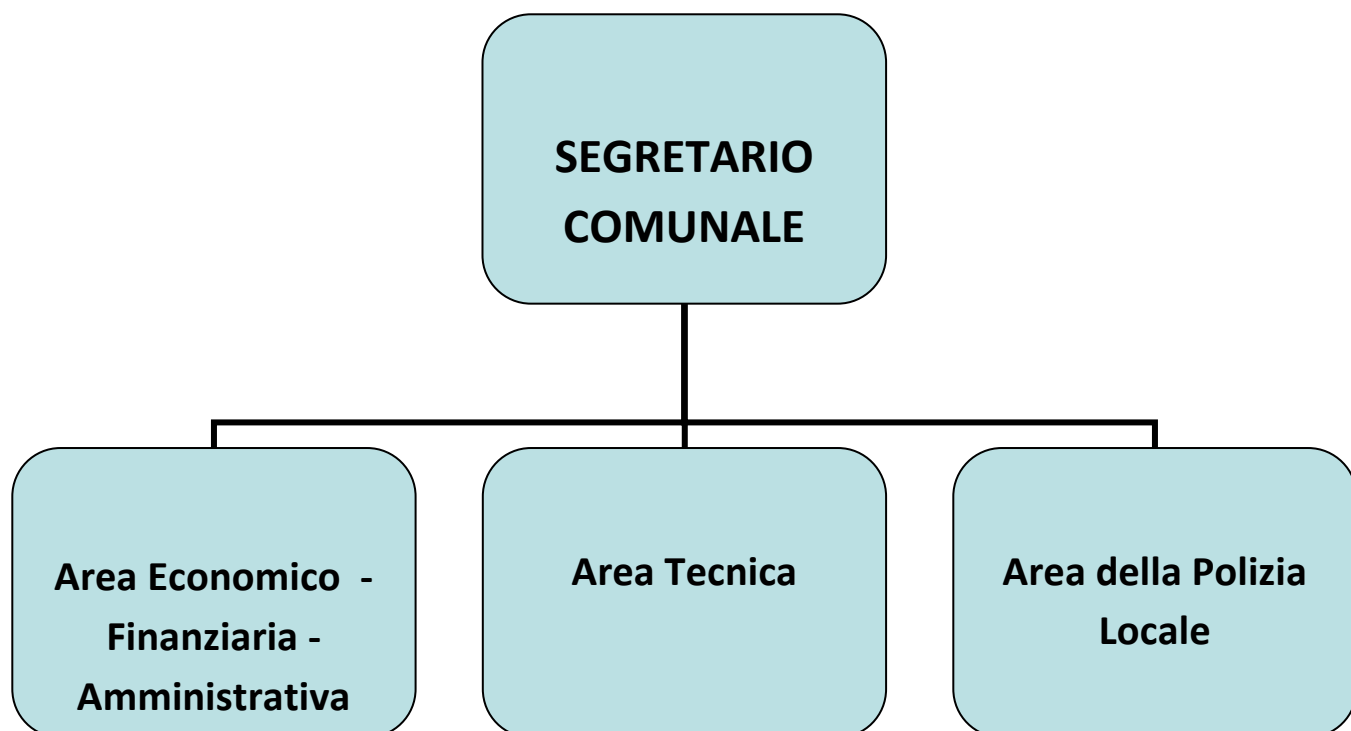 SEGRETARIO
COMUNALE
Area Economico -
Finanziaria -
Amministrativa
Area Tecnica
Area della Polizia
Locale